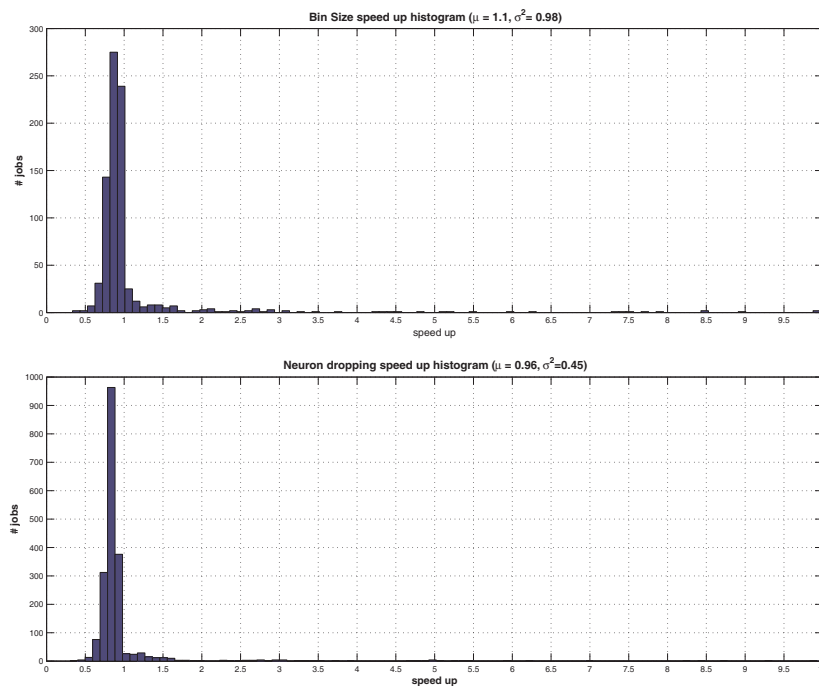 Bin Size speed up histogram (μ = 1.1, σ²= 0.98)
300
250
200
150
100
50
0
# jobs
0 0.5 1 1.5 2 2.5 3 3.5 4 4.5 5 5.5 6 6.5 7 7.5 8 8.5 9 9.5
speed up
Neuron dropping speed up histogram (μ = 0.96, σ²=0.45)
1000
900
800
700
600
500
400
300
200
100
0
# jobs
0 0.5 1 1.5 2 2.5 3 3.5 4 4.5 5 5.5 6 6.5 7 7.5 8 8.5 9 9.5
speed up